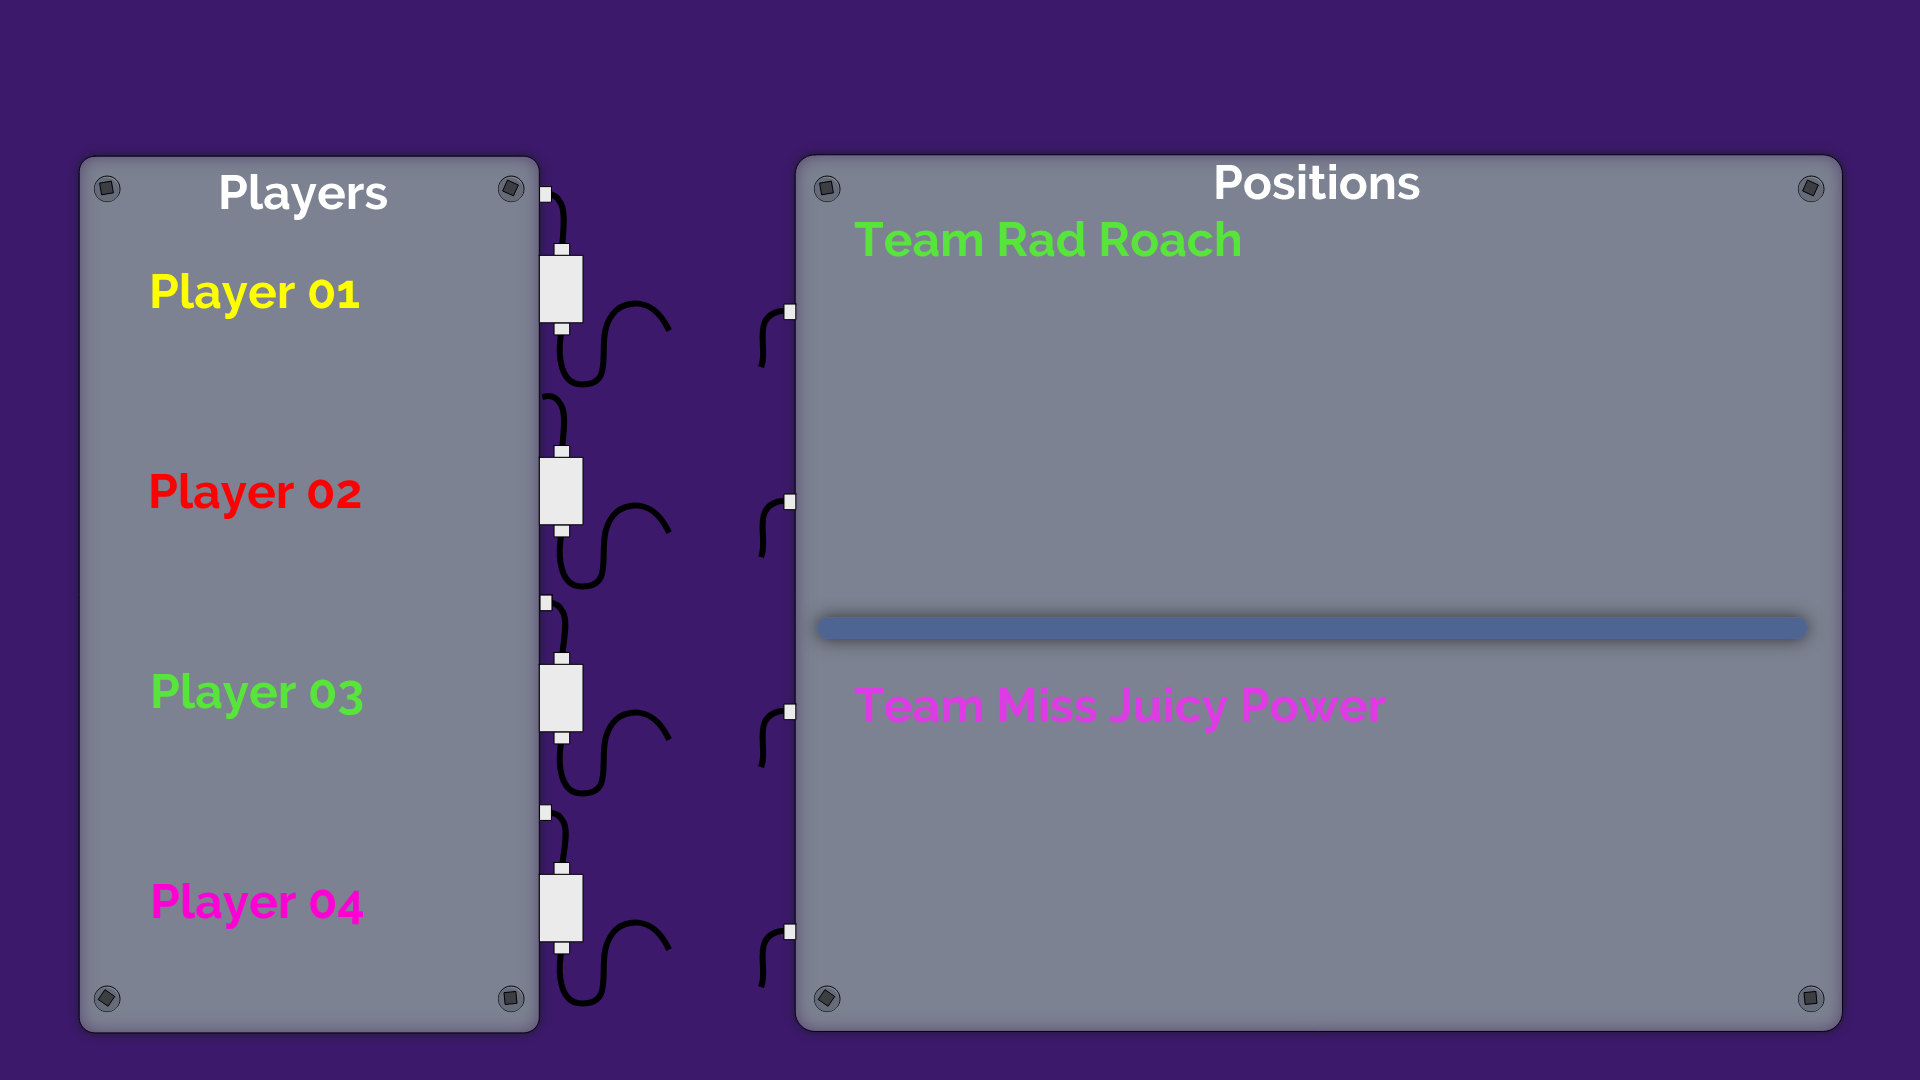 Players
Player 01
Player 02
Player 03
Player 04
Positions
Team Rad Roach
Team Miss Juicy Power